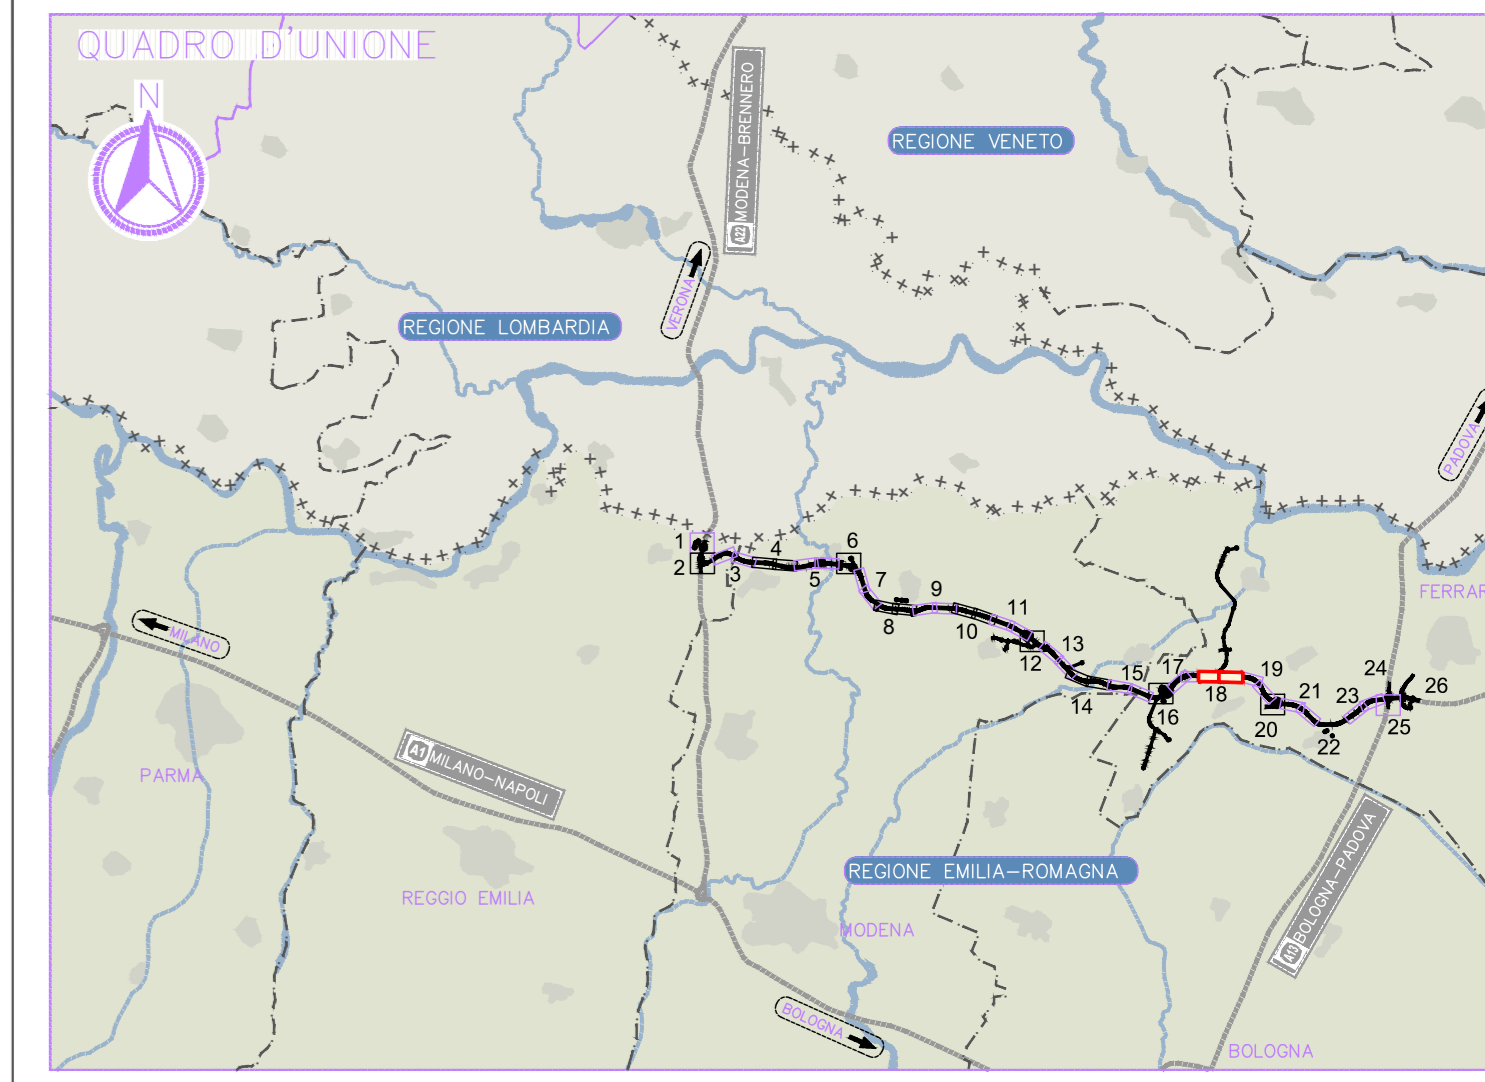 QUADRO D'UNIONE
N
A22 MODENA-BRENNERO
REGIONE VENETO
VERONA
REGIONE LOMBARDIA
PADOVA
1
2
3
4
5
6
7
8
9
10
11
12
13
14
15
16
17
18
19
20
21
22
23
24
25
26
FERRAR
MILANO
PARMA
A1 MILANO-NAPOLI
REGGIO EMILIA
REGIONE EMILIA-ROMAGNA
MODENA
A13 BOLOGNA-PADOVA
BOLOGNA
BOLOGNA